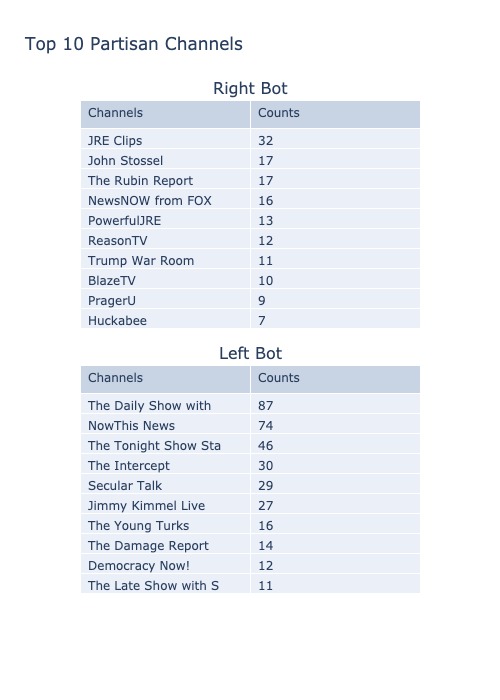 Top 10 Partisan Channels
Right Bot
Channels Counts
JRE Clips 32
John Stossel 17
The Rubin Report 17
NewsNOW from FOX 16
PowerfulJRE 13
ReasonTV 12
Trump War Room 11
BlazeTV 10
PragerU 9
Huckabee 7
Left Bot
Channels Counts
The Daily Show with 87
NowThis News 74
The Tonight Show Sta 46
The Intercept 30
Secular Talk 29
Jimmy Kimmel Live 27
The Young Turks 16
The Damage Report 14
Democracy Now! 12
The Late Show with S 11